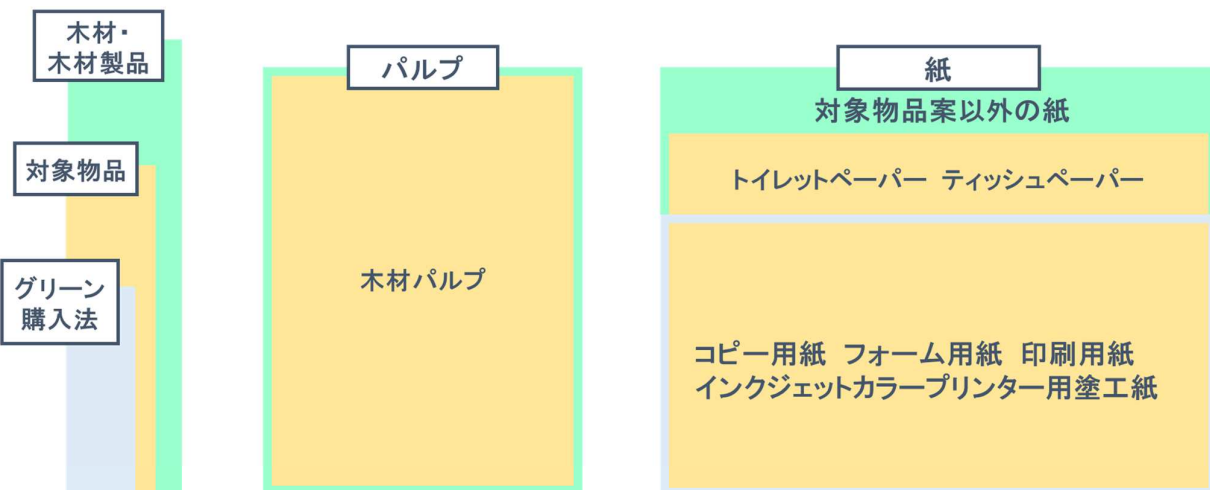 木材・
木材製品
対象物品
グリーン
購入法
パルプ
木材パルプ
紙
対象物品案以外の紙
トイレットペーパー ティッシュペーパー
コピー用紙 フォーム用紙 印刷用紙
インクジェットカラープリンター用塗工紙